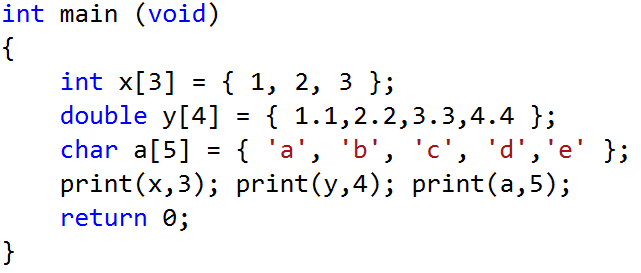 int main (void)
{
    int x[3] = { 1, 2, 3 };
    double y[4] = { 1.1,2.2,3.3,4.4 };
    char a[5] = { 'a', 'b', 'c', 'd','e' };
    print(x,3); print(y,4); print(a,5);
    return 0;
}